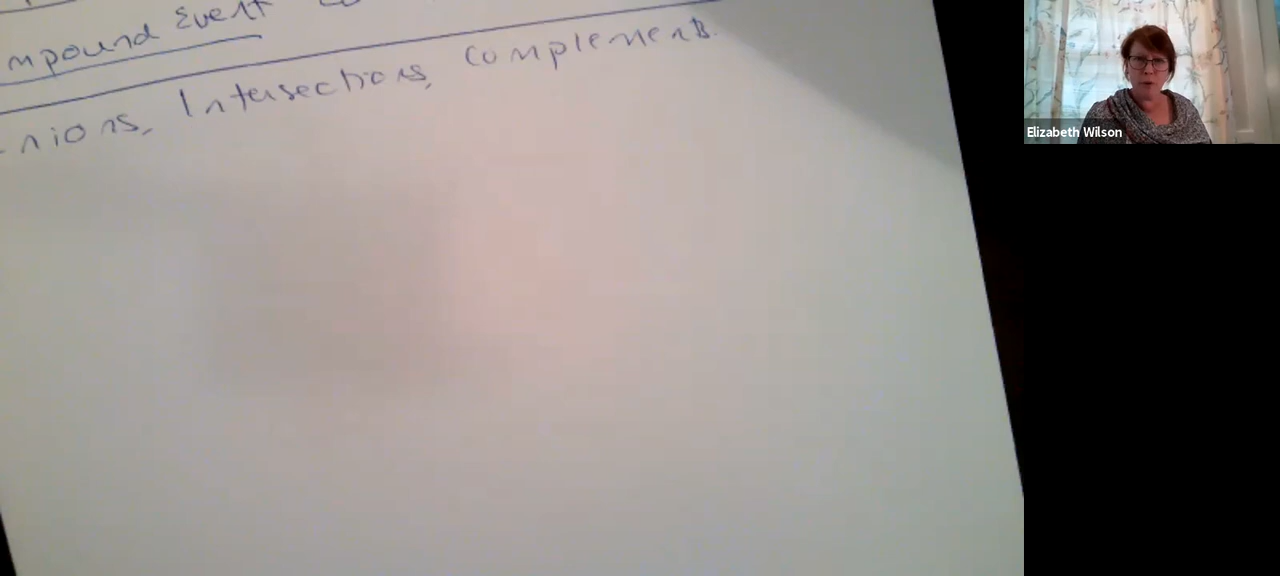 mpound Event
nions, Intersections, Complements.
Elizabeth Wilson